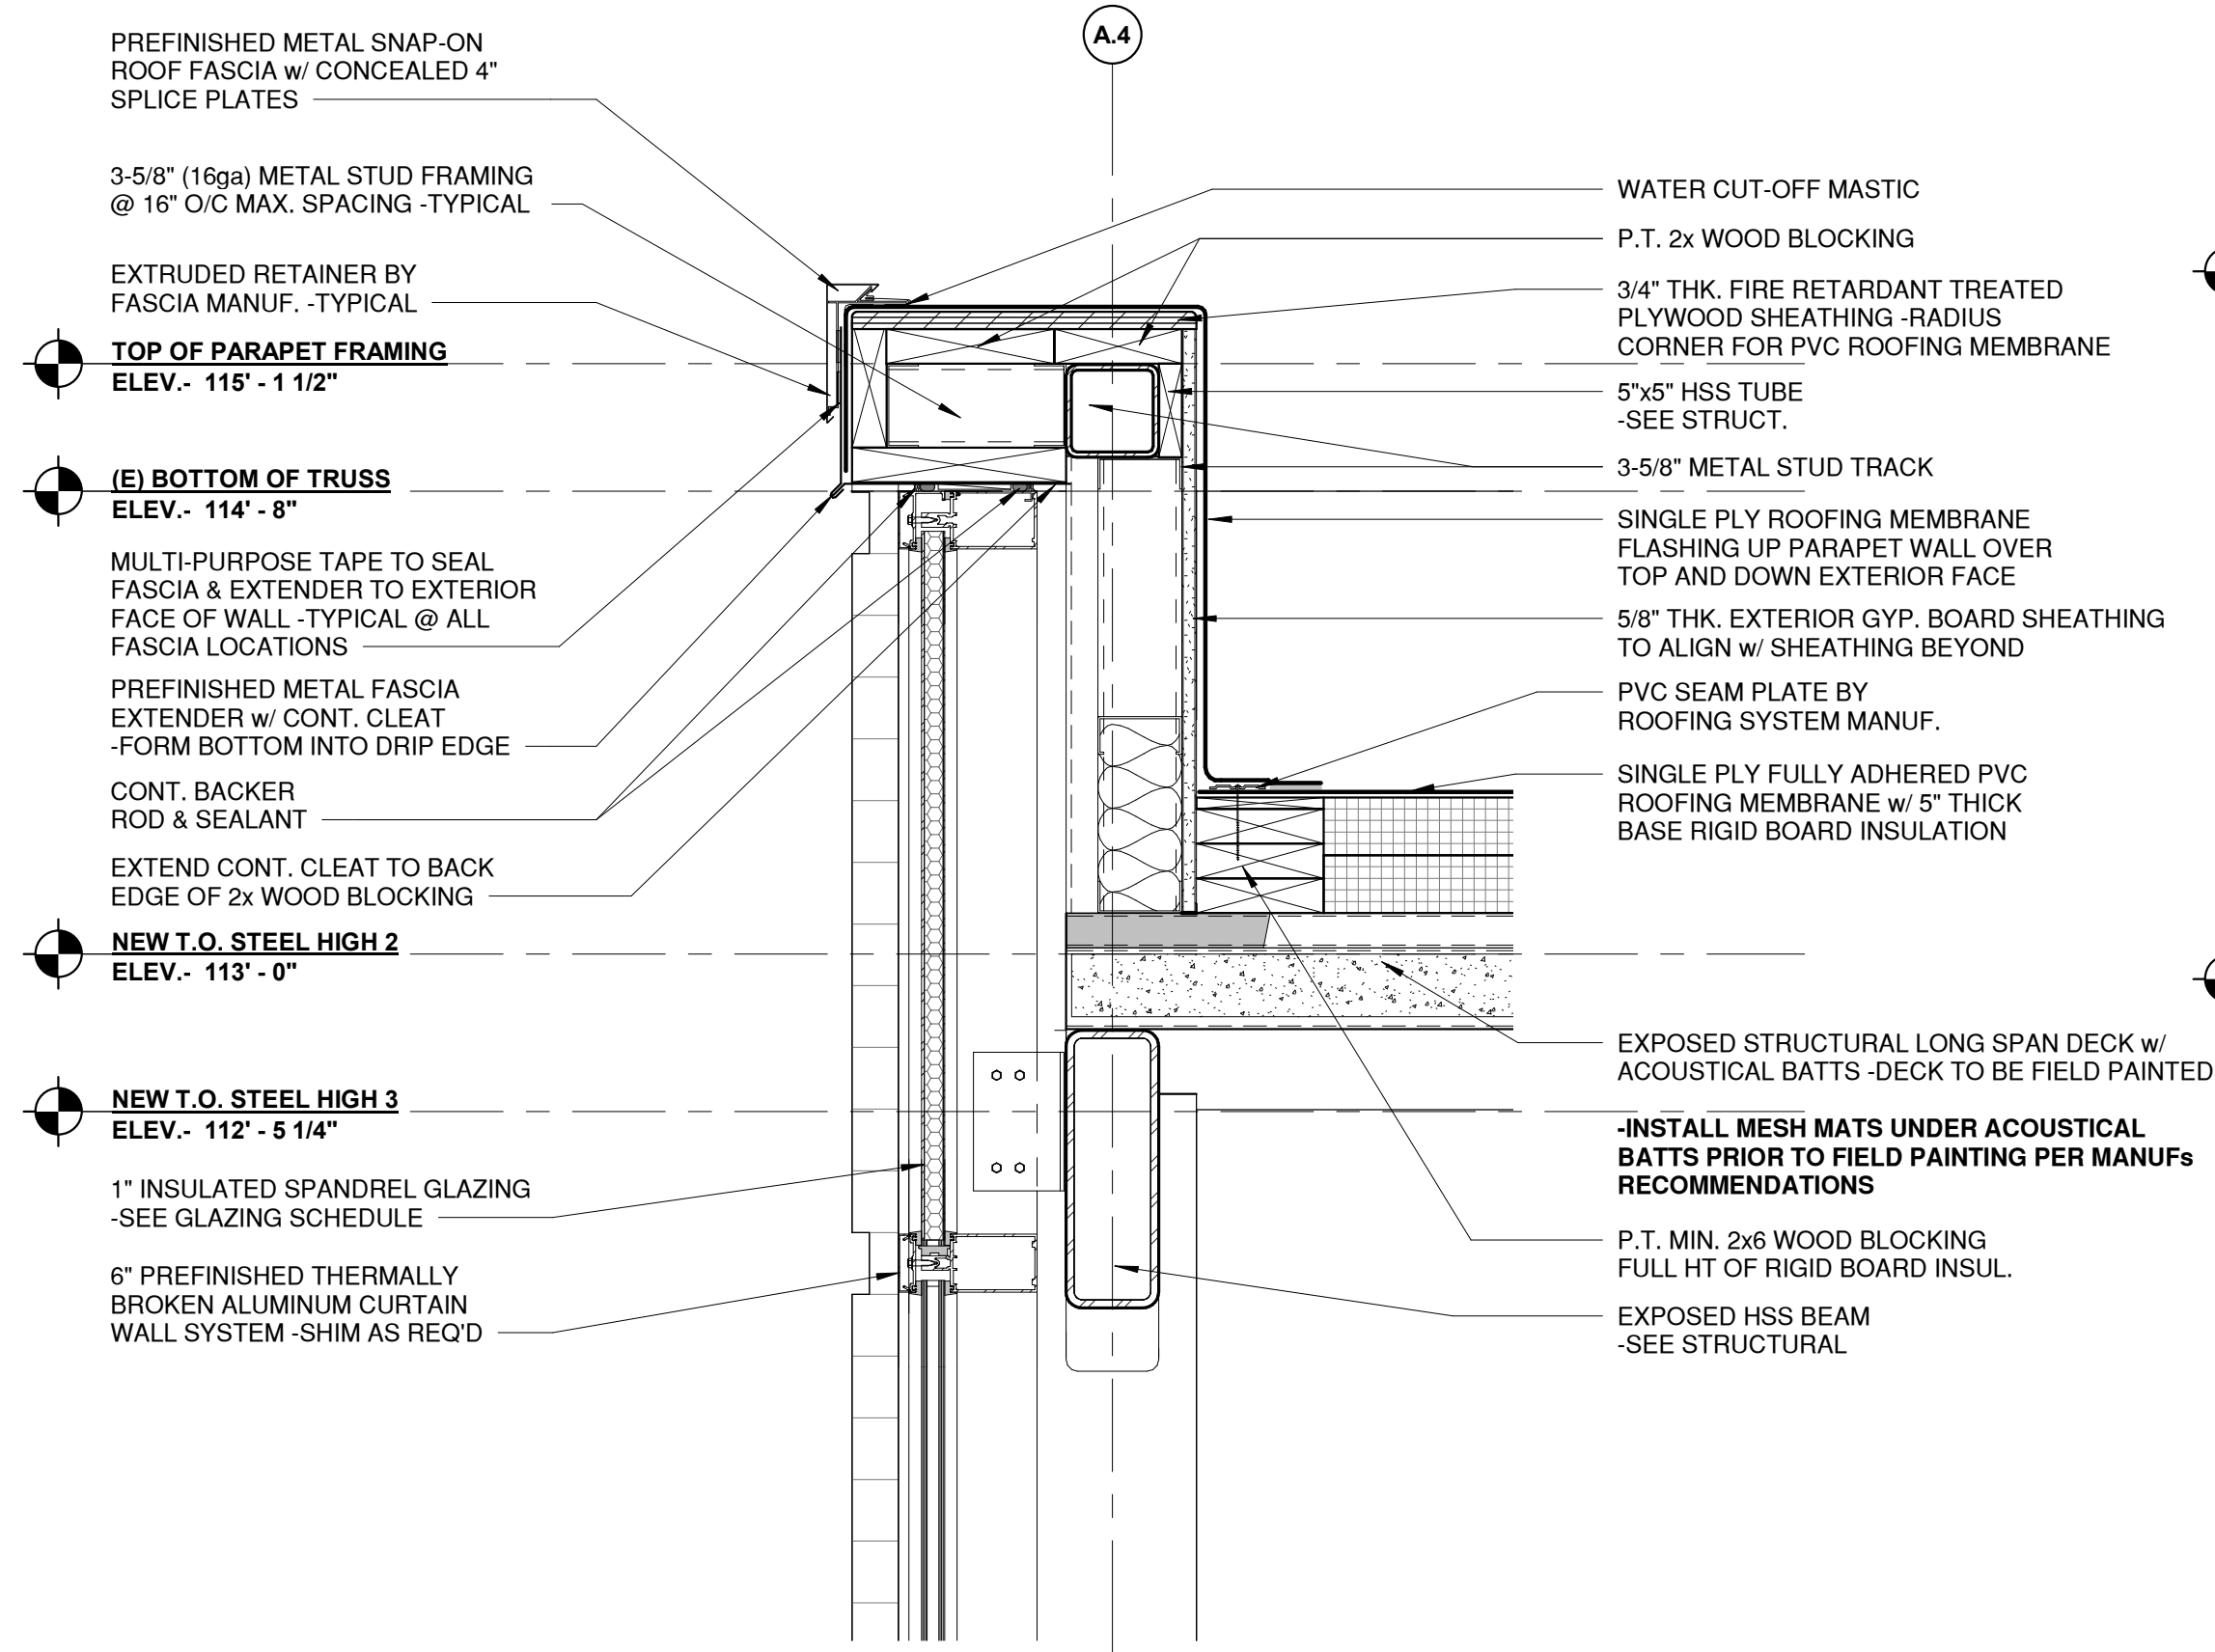 A.4
PREFINISHED METAL SNAP-ON
ROOF FASCIA w/ CONCEALED 4"
SPLICE PLATES
3-5/8" (16ga) METAL STUD FRAMING
@ 16" O/C MAX. SPACING -TYPICAL
EXTRUDED RETAINER BY
FASCIA MANUF. -TYPICAL
TOP OF PARAPET FRAMING
ELEV.- 115' - 1 1/2"
(E) BOTTOM OF TRUSS
ELEV.- 114' - 8"
MULTI-PURPOSE TAPE TO SEAL
FASCIA & EXTENDER TO EXTERIOR
FACE OF WALL -TYPICAL @ ALL
FASCIA LOCATIONS
PREFINISHED METAL FASCIA
EXTENDER w/ CONT. CLEAT
-FORM BOTTOM INTO DRIP EDGE
CONT. BACKER
ROD & SEALANT
EXTEND CONT. CLEAT TO BACK
EDGE OF 2x WOOD BLOCKING
NEW T.O. STEEL HIGH 2
ELEV.- 113' - 0"
NEW T.O. STEEL HIGH 3
ELEV.- 112' - 5 1/4"
1" INSULATED SPANDREL GLAZING
-SEE GLAZING SCHEDULE
6" PREFINISHED THERMALLY
BROKEN ALUMINUM CURTAIN
WALL SYSTEM -SHIM AS REQ'D
WATER CUT-OFF MASTIC
P.T. 2x WOOD BLOCKING
3/4" THK. FIRE RETARDANT TREATED
PLYWOOD SHEATHING -RADIUS
CORNER FOR PVC ROOFING MEMBRANE
5"x5" HSS TUBE
-SEE STRUCT.
3-5/8" METAL STUD TRACK
SINGLE PLY ROOFING MEMBRANE
FLASHING UP PARAPET WALL OVER
TOP AND DOWN EXTERIOR FACE
5/8" THK. EXTERIOR GYP. BOARD SHEATHING
TO ALIGN w/ SHEATHING BEYOND
PVC SEAM PLATE BY
ROOFING SYSTEM MANUF.
SINGLE PLY FULLY ADHERED PVC
ROOFING MEMBRANE w/ 5" THICK
BASE RIGID BOARD INSULATION
EXPOSED STRUCTURAL LONG SPAN DECK w/
ACOUSTICAL BATTS -DECK TO BE FIELD PAINTED
-INSTALL MESH MATS UNDER ACOUSTICAL
BATTS PRIOR TO FIELD PAINTING PER MANUFs
RECOMMENDATIONS
P.T. MIN. 2x6 WOOD BLOCKING
FULL HT OF RIGID BOARD INSUL.
EXPOSED HSS BEAM
-SEE STRUCTURAL